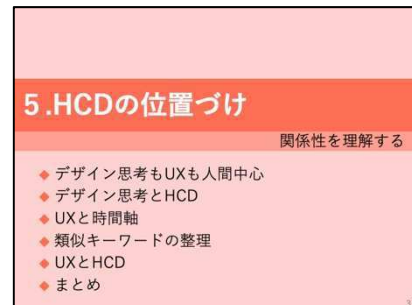 5.HCDの位置づけ
関係性を理解する
◆ デザイン思考もUXも人間中心
◆ デザイン思考とHCD
◆ UXと時間軸
◆ 類似キーワードの整理
◆ UXとHCD
◆ まとめ